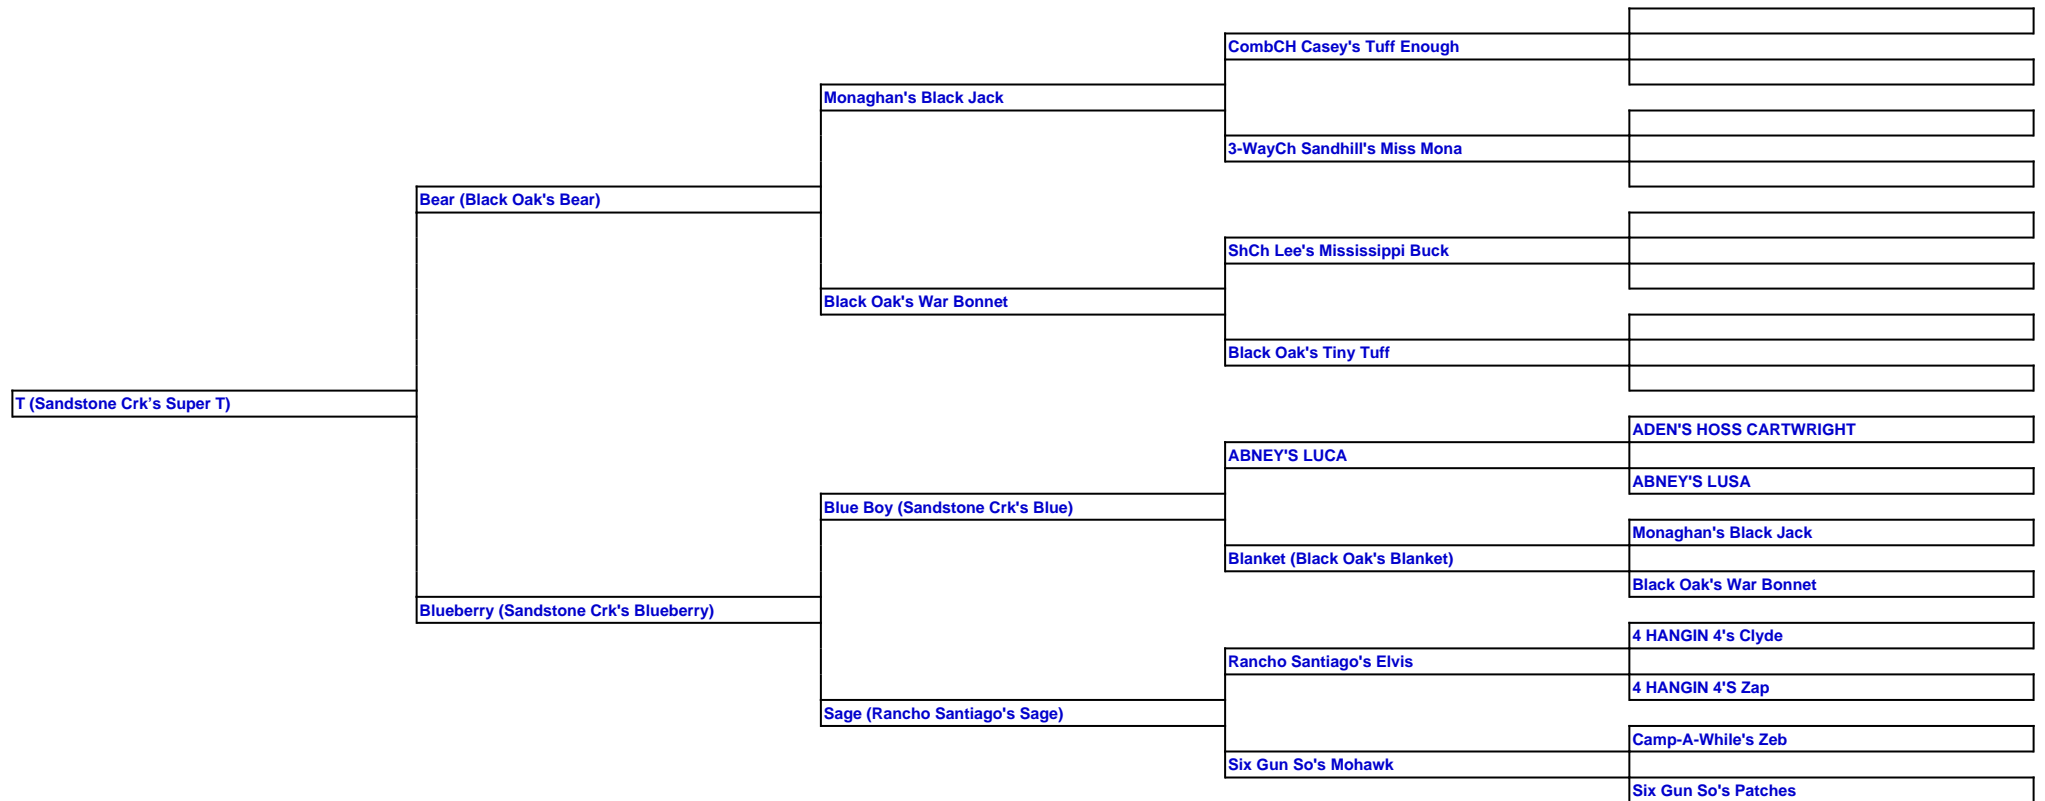 CombCH Casey's Tuff Enough
Monaghan's Black Jack
3-WayCh Sandhill's Miss Mona
Bear (Black Oak's Bear)
ShCh Lee's Mississippi Buck
Black Oak's War Bonnet
Black Oak's Tiny Tuff
T (Sandstone Crk’s Super T)
ADEN'S HOSS CARTWRIGHT
ABNEY'S LUCA
ABNEY'S LUSA
Blue Boy (Sandstone Crk's Blue)
Monaghan's Black Jack
Blanket (Black Oak's Blanket)
Black Oak's War Bonnet
Blueberry (Sandstone Crk's Blueberry)
4 HANGIN 4's Clyde
Rancho Santiago's Elvis
4 HANGIN 4'S Zap
Sage (Rancho Santiago's Sage)
Camp-A-While's Zeb
Six Gun So's Mohawk
Six Gun So's Patches